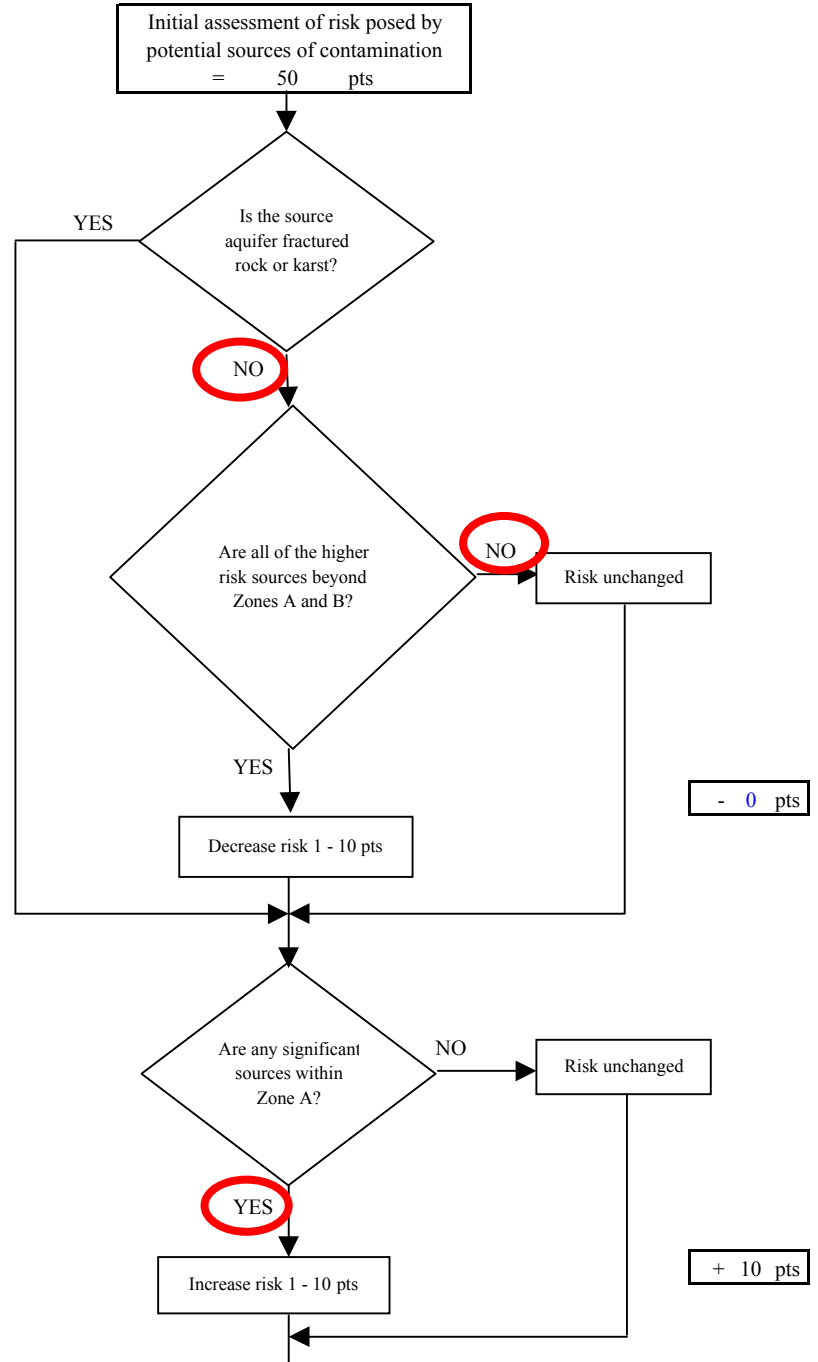 Initial assessment of risk posed by
potential sources of contamination
= 50 pts
YES
Is the source
aquifer fractured
rock or karst?
NO
Are all of the higher
risk sources beyond
Zones A and B?
NO
Risk unchanged
YES
- 0 pts
Decrease risk 1 - 10 pts
Are any significant
sources within
Zone A?
NO
Risk unchanged
YES
+ 10 pts
Increase risk 1 - 10 pts